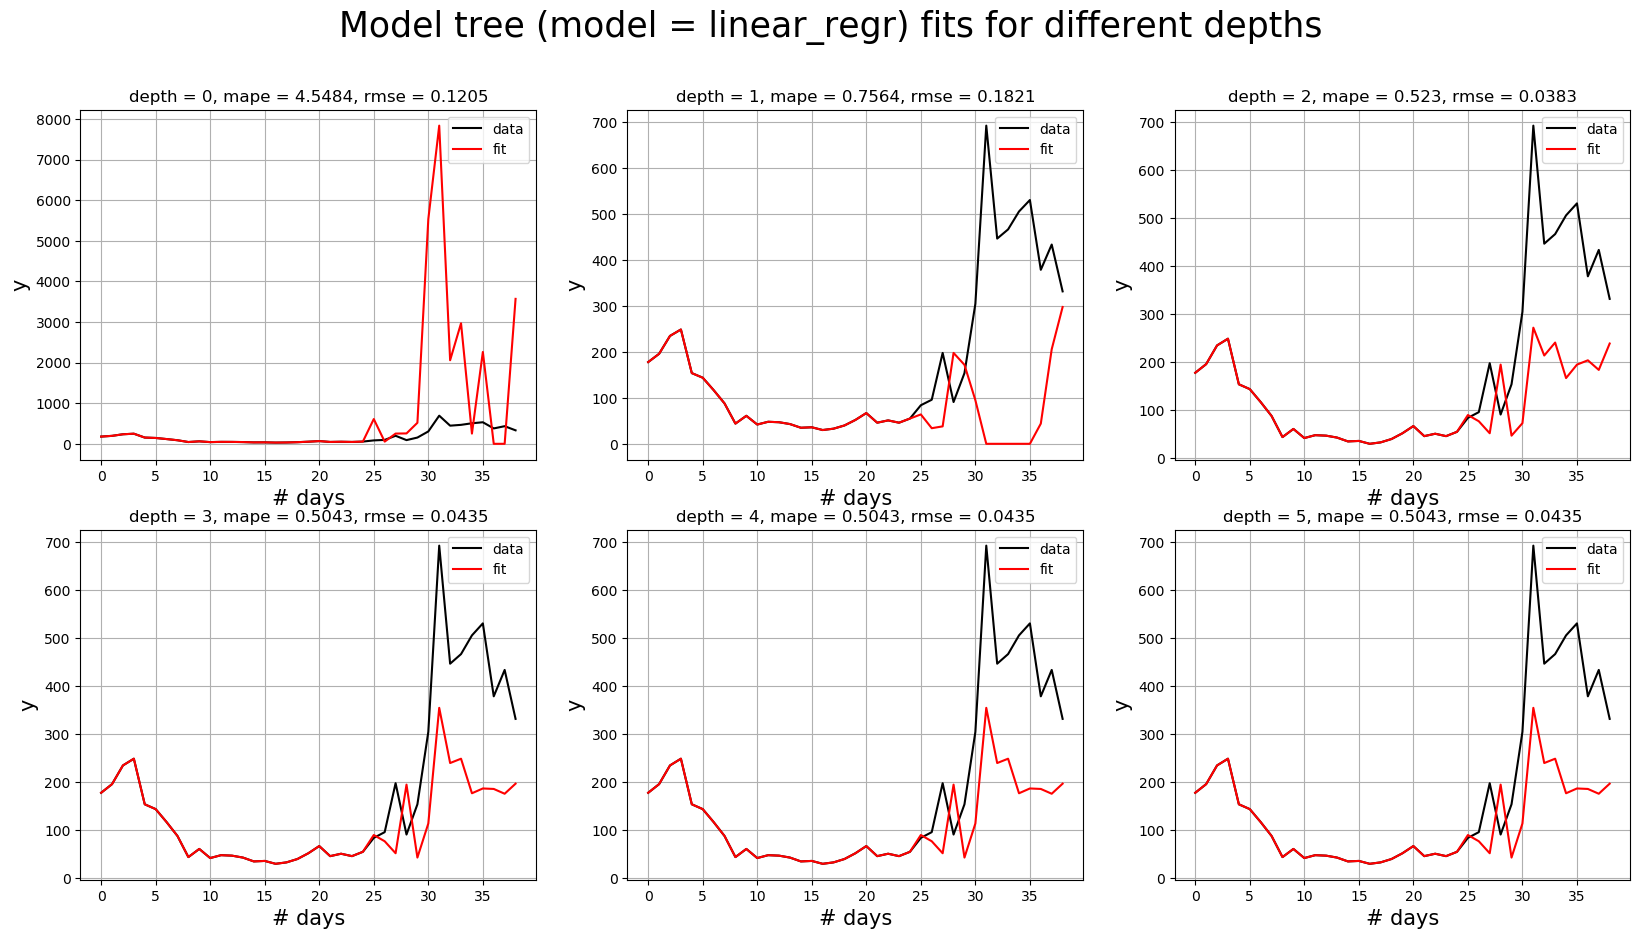 Model tree (model = linear_regr) fits for different depths
depth = 0, mape = 4.5484, rmse = 0.1205
data
fit
8000
7000
6000
5000
4000
3000
2000
1000
0
y
0 5 10 15 20 25 30 35
# days
depth = 1, mape = 0.7564, rmse = 0.1821
data
fit
700
600
500
400
300
200
100
0
y
0 5 10 15 20 25 30 35
# days
depth = 2, mape = 0.523, rmse = 0.0383
data
fit
700
600
500
400
300
200
100
0
y
0 5 10 15 20 25 30 35
# days
depth = 3, mape = 0.5043, rmse = 0.0435
data
fit
700
600
500
400
300
200
100
0
y
0 5 10 15 20 25 30 35
# days
depth = 4, mape = 0.5043, rmse = 0.0435
data
fit
700
600
500
400
300
200
100
0
y
0 5 10 15 20 25 30 35
# days
depth = 5, mape = 0.5043, rmse = 0.0435
data
fit
700
600
500
400
300
200
100
0
y
0 5 10 15 20 25 30 35
# days